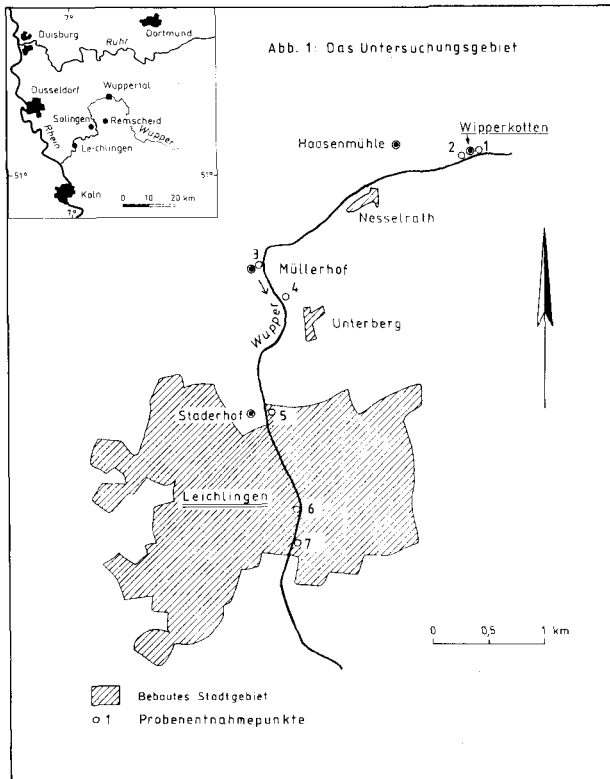 7°
Duisburg
Dortmund
Ruhr
Abb. 1: Das Untersuchungsgebiet
Düsseldorf
Wuppertal
Solingen
Remscheid
Wupper
Rhein
Leichlingen
51°
51°
Köln
7°
0 10 20 km
Wipperkotten
Haasenmühle
2
1
Nesselrath
3
Müllerhof
4
Wupper
Unterberg
Staderhof
5
Leichlingen
6
7
0 0,5 1 km
Bebautes Stadtgebiet
1 Probenentnahmepunkte